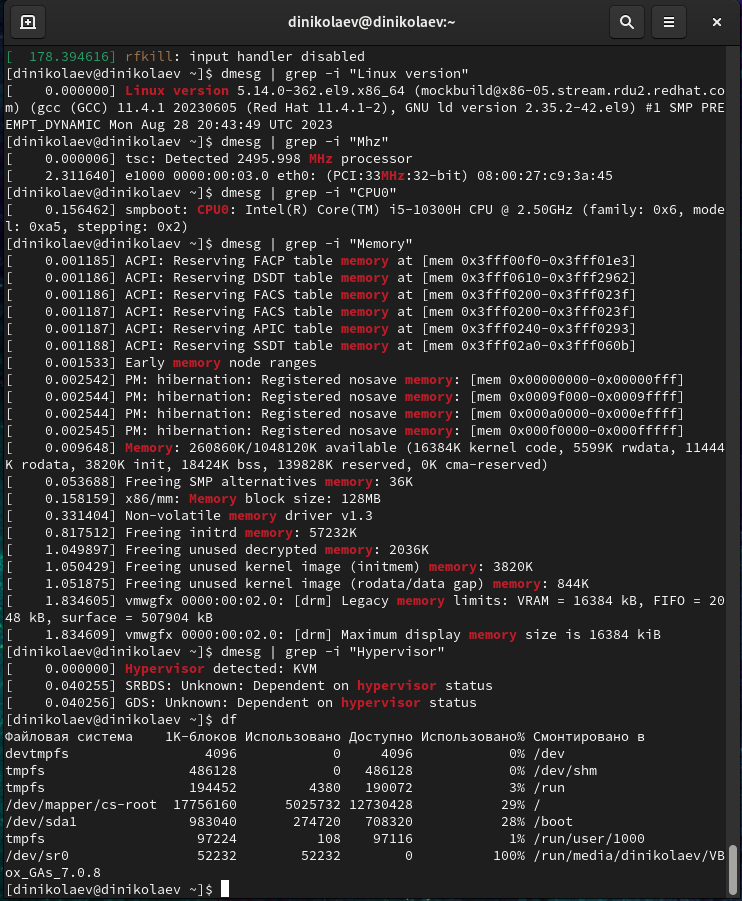 dinikolaev@dinikolaev:~
[  178.394616] rfkill: input handler disabled
[dinikolaev@dinikolaev ~]$ dmesg | grep -i "Linux version"
[    0.000000] Linux version 5.14.0-362.el9.x86_64 (mockbuild@x86-05.stream.rdu2.redhat.co
m) (gcc (GCC) 11.4.1 20230605 (Red Hat 11.4.1-2), GNU ld version 2.35.2-42.el9) #1 SMP PRE
EMPT_DYNAMIC Mon Aug 28 20:43:49 UTC 2023
[dinikolaev@dinikolaev ~]$ dmesg | grep -i "Mhz"
[    0.000006] tsc: Detected 2495.998 MHz processor
[    2.311640] e1000 0000:00:03.0 eth0: (PCI:33MHz:32-bit) 08:00:27:c9:3a:45
[dinikolaev@dinikolaev ~]$ dmesg | grep -i "CPU0"
[    0.156462] smpboot: CPU0: Intel(R) Core(TM) i5-10300H CPU @ 2.50GHz (family: 0x6, mode
l: 0xa5, stepping: 0x2)
[dinikolaev@dinikolaev ~]$ dmesg | grep -i "Memory"
[    0.001185] ACPI: Reserving FACP table memory at [mem 0x3fff00f0-0x3fff01e3]
[    0.001186] ACPI: Reserving DSDT table memory at [mem 0x3fff0610-0x3fff2962]
[    0.001186] ACPI: Reserving FACS table memory at [mem 0x3fff0200-0x3fff023f]
[    0.001187] ACPI: Reserving FACS table memory at [mem 0x3fff0200-0x3fff023f]
[    0.001187] ACPI: Reserving APIC table memory at [mem 0x3fff0240-0x3fff0293]
[    0.001188] ACPI: Reserving SSDT table memory at [mem 0x3fff02a0-0x3fff060b]
[    0.001533] Early memory node ranges
[    0.002542] PM: hibernation: Registered nosave memory: [mem 0x00000000-0x00000fff]
[    0.002544] PM: hibernation: Registered nosave memory: [mem 0x0009f000-0x0009ffff]
[    0.002544] PM: hibernation: Registered nosave memory: [mem 0x000a0000-0x000effff]
[    0.002545] PM: hibernation: Registered nosave memory: [mem 0x000f0000-0x000fffff]
[    0.009648] Memory: 260860K/1048120K available (16384K kernel code, 5599K rwdata, 11444
K rodata, 3820K init, 18424K bss, 139828K reserved, 0K cma-reserved)
[    0.053688] Freeing SMP alternatives memory: 36K
[    0.158159] x86/mm: Memory block size: 128MB
[    0.331404] Non-volatile memory driver v1.3
[    0.817512] Freeing initrd memory: 57232K
[    1.049897] Freeing unused decrypted memory: 2036K
[    1.050429] Freeing unused kernel image (initmem) memory: 3820K
[    1.051875] Freeing unused kernel image (rodata/data gap) memory: 844K
[    1.834605] vmwgfx 0000:00:02.0: [drm] Legacy memory limits: VRAM = 16384 kB, FIFO = 20
48 kB, surface = 507904 kB
[    1.834609] vmwgfx 0000:00:02.0: [drm] Maximum display memory size is 16384 kiB
[dinikolaev@dinikolaev ~]$ dmesg | grep -i "Hypervisor"
[    0.000000] Hypervisor detected: KVM
[    0.040255] SRBDS: Unknown: Dependent on hypervisor status
[    0.040256] GDS: Unknown: Dependent on hypervisor status
[dinikolaev@dinikolaev ~]$ df
Файловая система    1K-блоков Использовано Доступно Использовано% Смонтировано в
devtmpfs                 4096            0     4096            0% /dev
tmpfs                  486128            0   486128            0% /dev/shm
tmpfs                  194452         4380   190072            3% /run
/dev/mapper/cs-root  17756160      5025732 12730428           29% /
/dev/sda1              983040       274720   708320           28% /boot
tmpfs                   97224          108    97116            1% /run/user/1000
/dev/sr0                52232        52232        0          100% /run/media/dinikolaev/VB
ox_GAs_7.0.8
[dinikolaev@dinikolaev ~]$